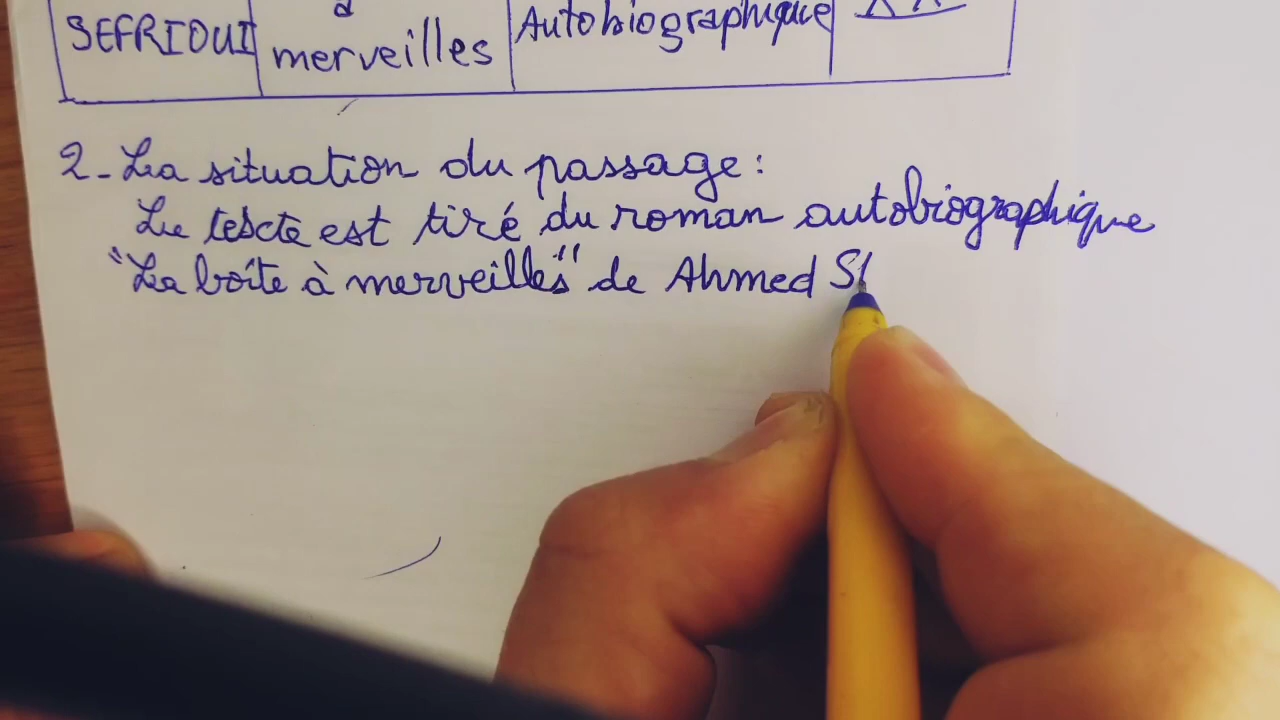 SEFRIOUI à merveilles Autobiographique XX
2- La situation du passage :
Le texte est tiré du roman autobiographique
"La boîte à merveilles" de Ahmed S